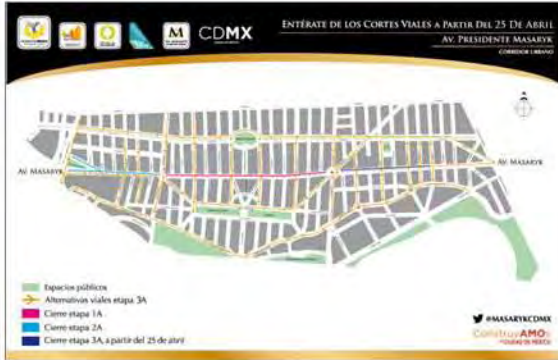 CDMX
ENTÉRATE DE LOS CORTES VIALES A PARTIR DEL 25 DE ABRIL
AV. PRESIDENTE MASARYK
CORREDOR URBANO
AV. MASARYK
AV. MASARYK
Espacios públicos
Alternativas viales etapa 3A
Cierre etapa 1A
Cierre etapa 2A
Cierre etapa 3A, a partir del 25 de abril
@MASARYKCDMX
ConstruyAMOs